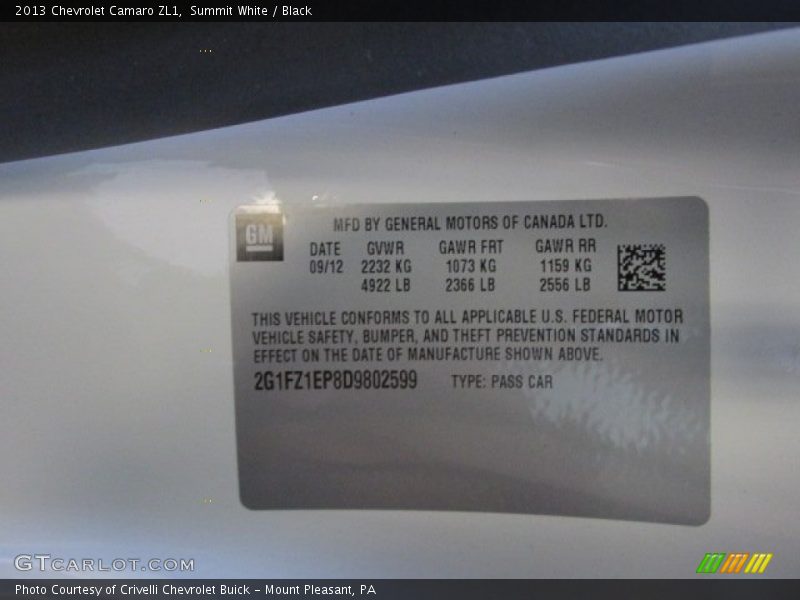 2013 Chevrolet Camaro ZL1, Summit White / Black
GM
MFD BY GENERAL MOTORS OF CANADA LTD.
DATE GVWR GAWR FRT GAWR RR
09/12 2232 KG 1073 KG 1159 KG
4922 LB 2366 LB 2556 LB
THIS VEHICLE CONFORMS TO ALL APPLICABLE U.S. FEDERAL MOTOR
VEHICLE SAFETY, BUMPER, AND THEFT PREVENTION STANDARDS IN
EFFECT ON THE DATE OF MANUFACTURE SHOWN ABOVE.
2G1FZ1EP8D9802599 TYPE: PASS CAR
GTCARLOT.COM
Photo Courtesy of Crivelli Chevrolet Buick - Mount Pleasant, PA